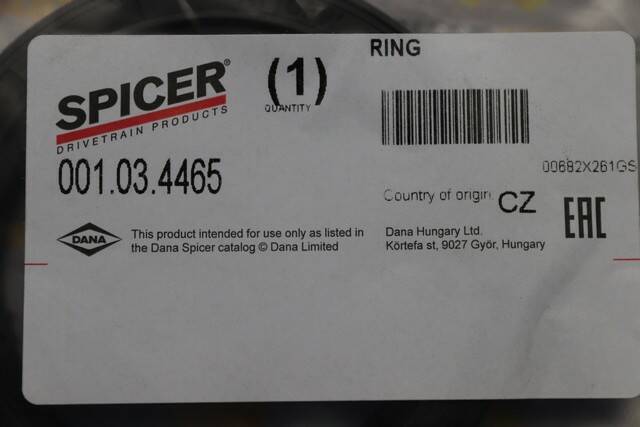 RING
SPICER®
DRIVETRAIN PRODUCTS
(1)
QUANTITY
001.03.4465
00682X261GS
Country of origin CZ
EAC
DANA
This product intended for use only as listed in
the Dana Spicer catalog © Dana Limited
Dana Hungary Ltd.
Körtefa st, 9027 Györ, Hungary